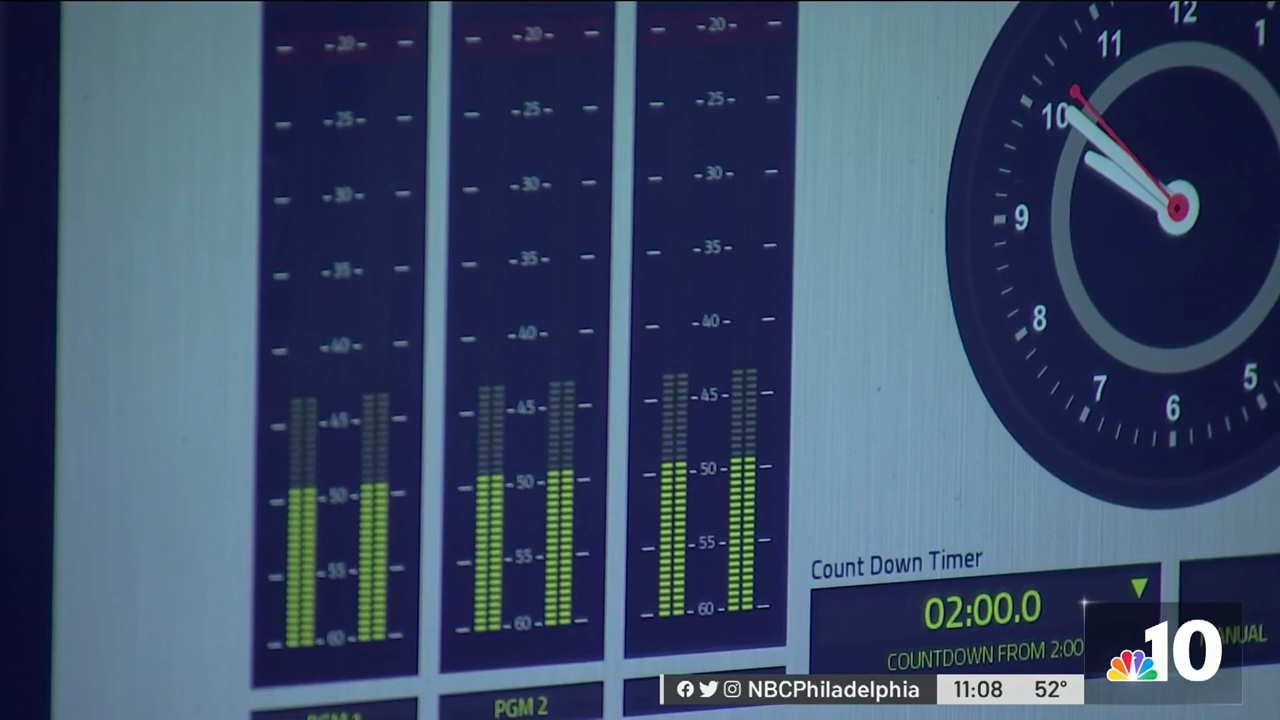 -20- -20- -20-
-25- -25- -25-
-30- -30- -30-
-35- -35- -35-
-40- -40- -40-
-45- -45- -45-
-50- -50- -50-
-55- -55- -55-
-60- -60- -60-
PGM 1
PGM 2
12
1
11
10
9
8
7
6
5
Count Down Timer
02:00.0
COUNTDOWN FROM 2:00
ANUAL
10
NBCPhiladelphia 11:08 52°